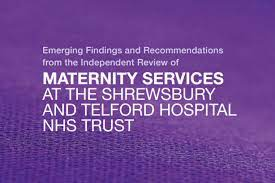 Emerging Findings and Recommendations
from the Independent Review of
MATERNITY SERVICES
AT THE SHREWSBURY
AND TELFORD HOSPITAL
NHS TRUST